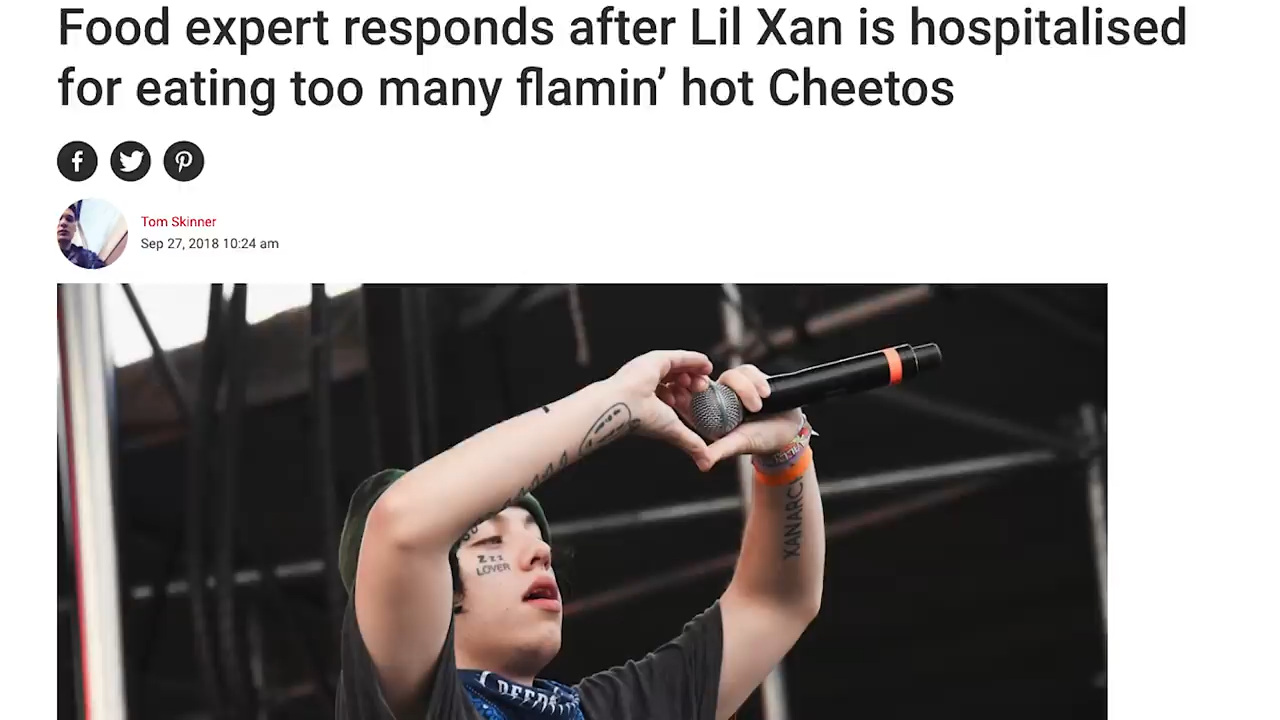 Food expert responds after Lil Xan is hospitalised
for eating too many flamin’ hot Cheetos
Tom Skinner
Sep 27, 2018 10:24 am
Zzz
LOVER
XANARCHY